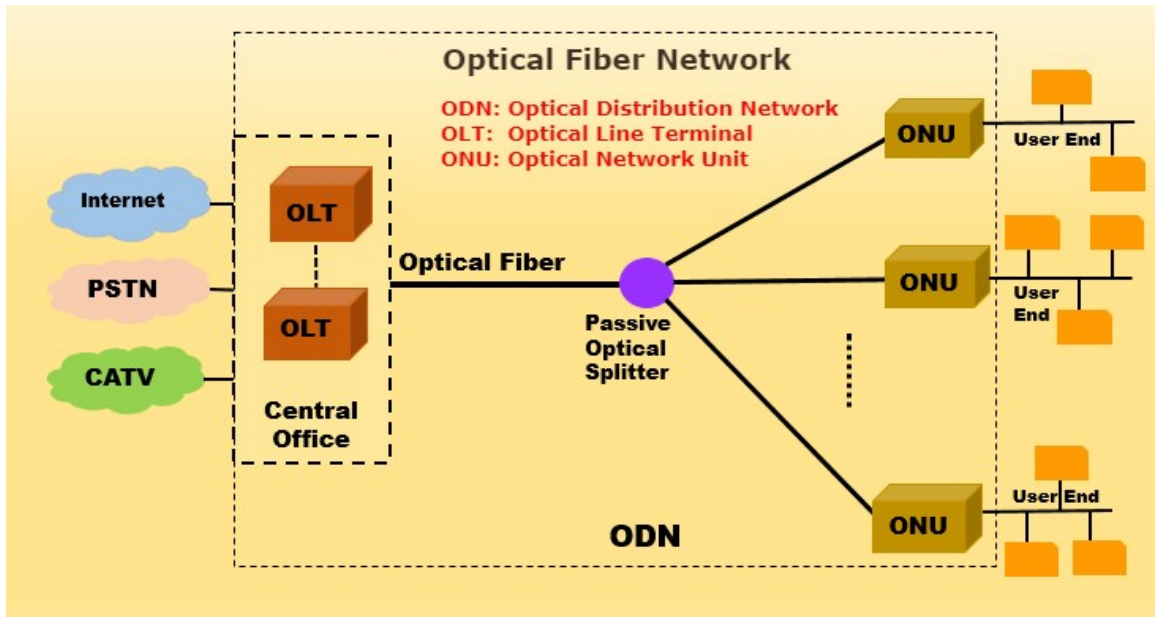 Optical Fiber Network
ODN: Optical Distribution Network
OLT: Optical Line Terminal
ONU: Optical Network Unit
Internet
PSTN
CATV
OLT
OLT
Central
Office
Optical Fiber
Passive
Optical
Splitter
ONU
User End
ONU
User
End
ONU
User End
ODN